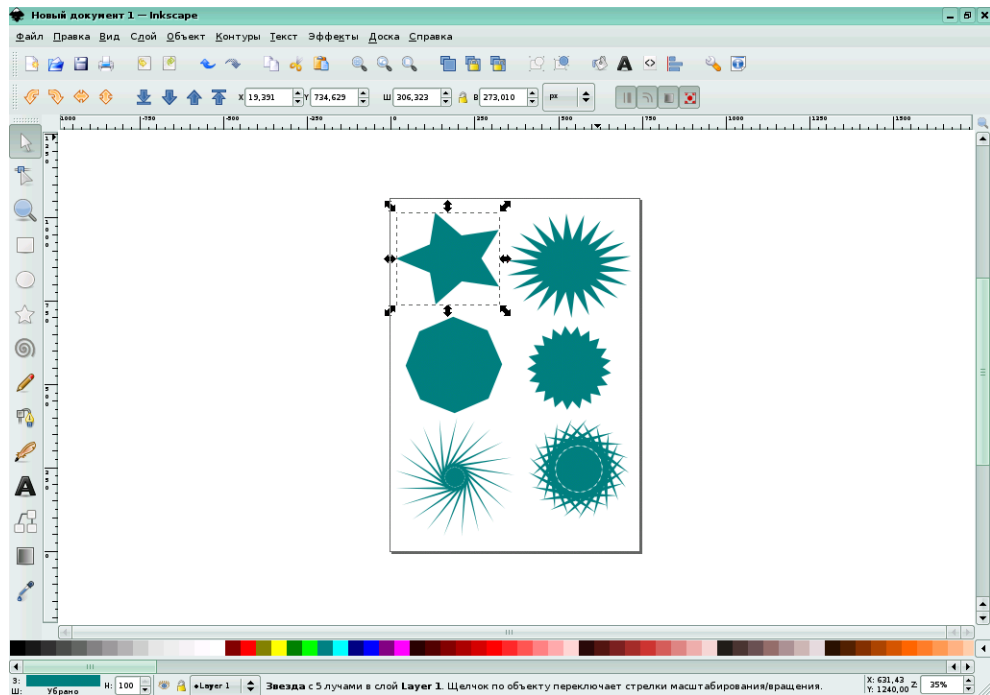 Новый документ 1 — Inkscape
Файл Правка Вид Слой Объект Контуры Текст Эффекты Доска Справка
X 19,391 Y 734,629 Ш 306,323 В 273,010 px
1000 -750 -500 -250 0 250 500 750 1000 1250 1500
З: Н: 100 •Layer 1 Звезда с 5 лучами в слой Layer 1. Щелчок по объекту переключает стрелки масштабирования/вращения X: 631,43 Z: 35%
Ш: Убрано Y: 1240,00